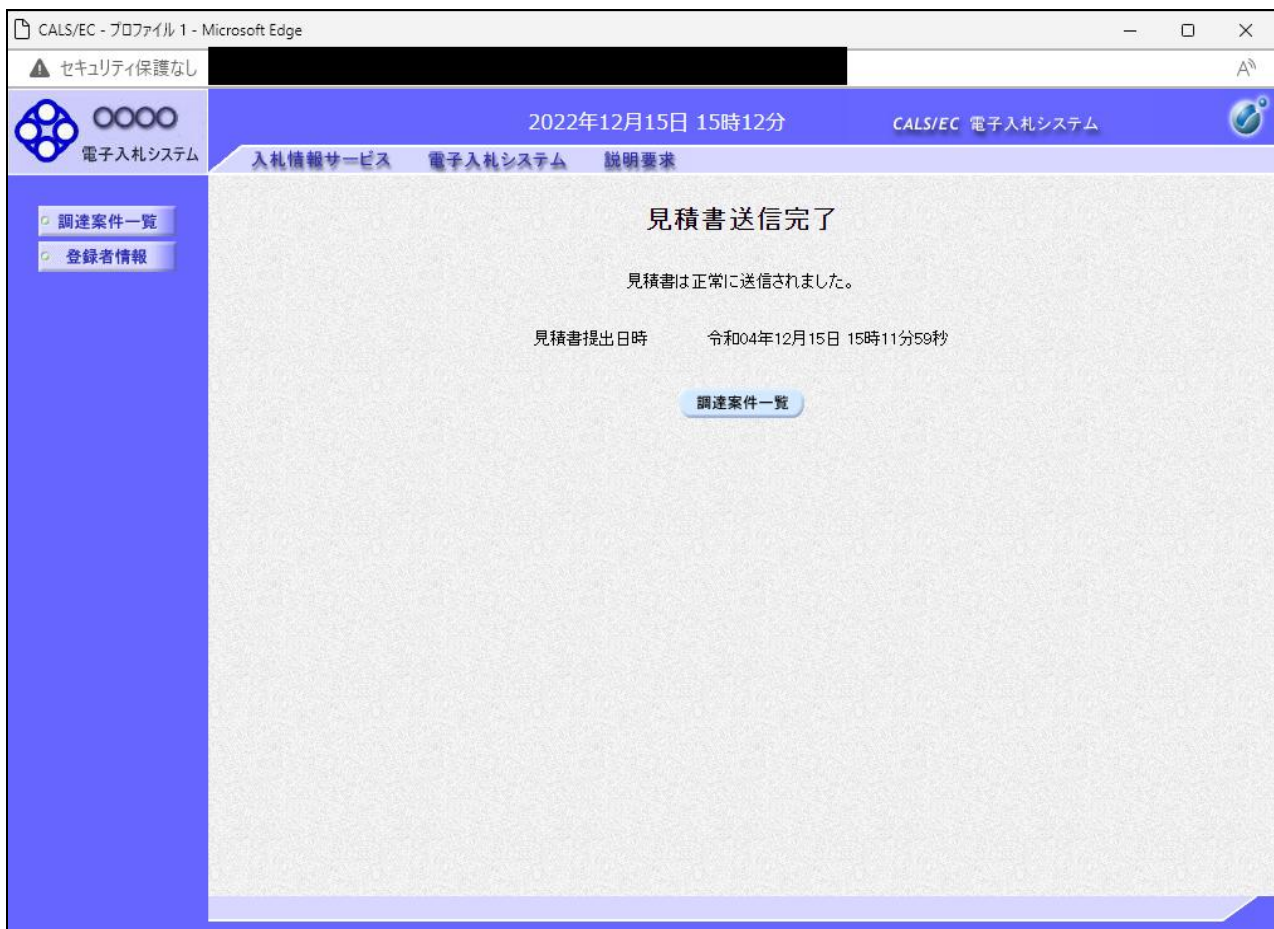 CALS/EC - プロファイル 1 - Microsoft Edge
セキュリティ保護なし
A
〇〇〇〇
電子入札システム
2022年12月15日 15時12分
CALS/EC 電子入札システム
入札情報サービス 電子入札システム 説明要求
調達案件一覧
登録者情報
見積書送信完了
見積書は正常に送信されました。
見積書提出日時 令和04年12月15日 15時11分59秒
調達案件一覧